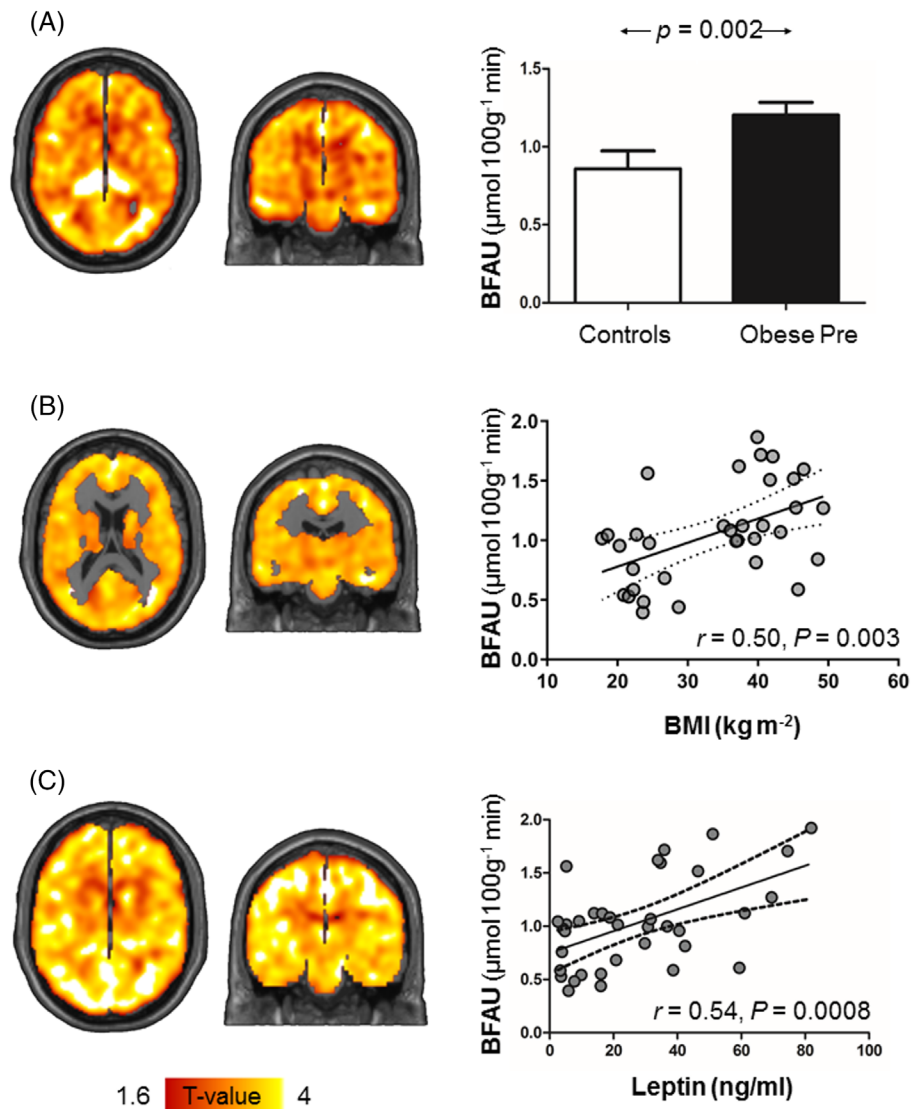 (A)
p = 0.002
BFAU (µmol 100g⁻¹ min)
1.5
1.0
0.5
0.0
Controls Obese Pre
(B)
BFAU (µmol 100g⁻¹ min)
2.0
1.5
1.0
0.5
0.0
r = 0.50, P = 0.003
10 20 30 40 50 60
BMI (kg m⁻²)
(C)
BFAU (µmol 100g⁻¹ min)
2.0
1.5
1.0
0.5
0.0
r = 0.54, P = 0.0008
0 20 40 60 80 100
Leptin (ng/ml)
1.6 T-value 4